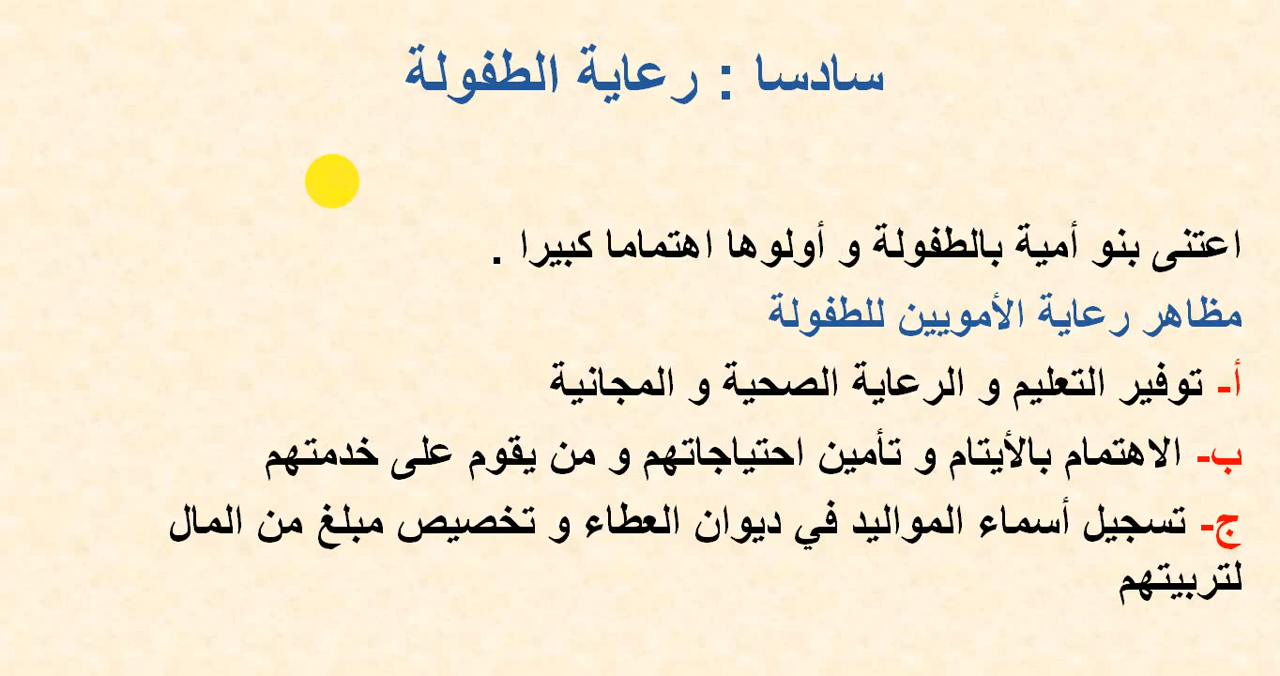 سادسا : رعاية الطفولة
اعتنى بنو أمية بالطفولة و أولوها اهتماما كبيرا .
مظاهر رعاية الأمويين للطفولة
أ- توفير التعليم و الرعاية الصحية و المجانية
ب- الاهتمام بالأيتام و تأمين احتياجاتهم و من يقوم على خدمتهم
ج- تسجيل أسماء المواليد في ديوان العطاء و تخصيص مبلغ من المال
لتربيتهم